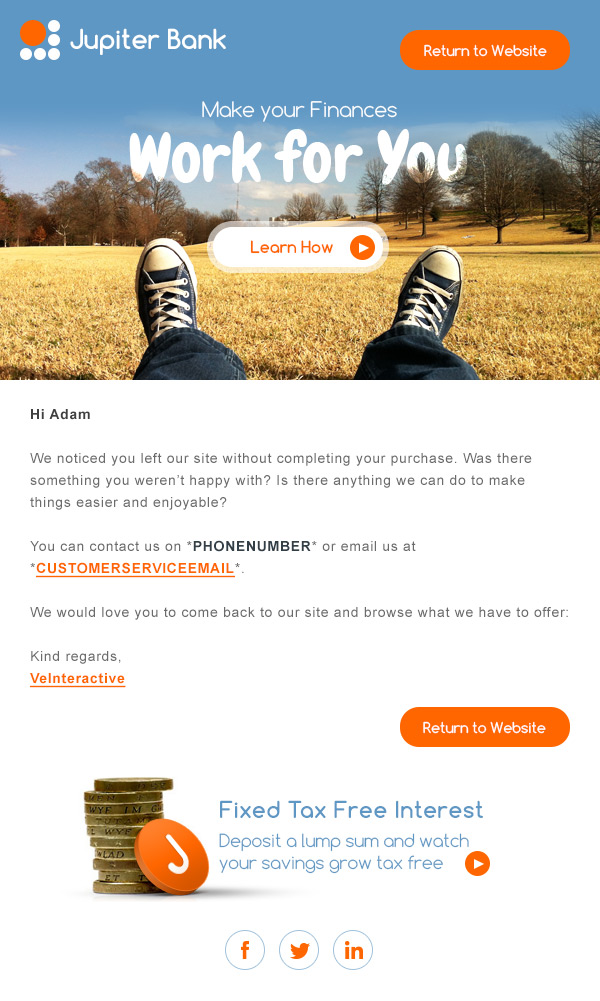 Jupiter Bank
Return to Website
Make your Finances
Work for You
Learn How
Hi Adam
We noticed you left our site without completing your purchase. Was there
something you weren't happy with? Is there anything we can do to make
things easier and enjoyable?
You can contact us on *PHONENUMBER* or email us at
*CUSTOMERSERVICEEMAIL*.
We would love you to come back to our site and browse what we have to offer:
Kind regards,
VeInteractive
Return to Website
Fixed Tax Free Interest
Deposit a lump sum and watch
your savings grow tax free
f
in